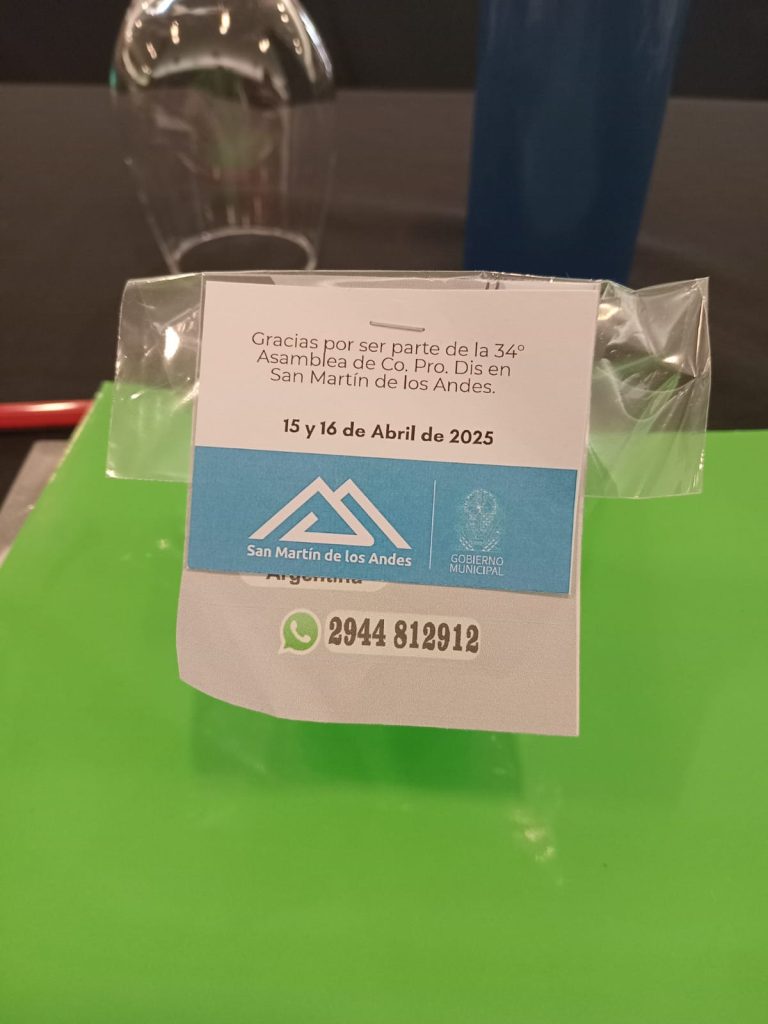 Gracias por ser parte de la 34°
Asamblea de Co. Pro. Dis en
San Martín de los Andes.
15 y 16 de Abril de 2025
San Martín de los Andes
GOBIERNO
MUNICIPAL
Argentina
2944 812912